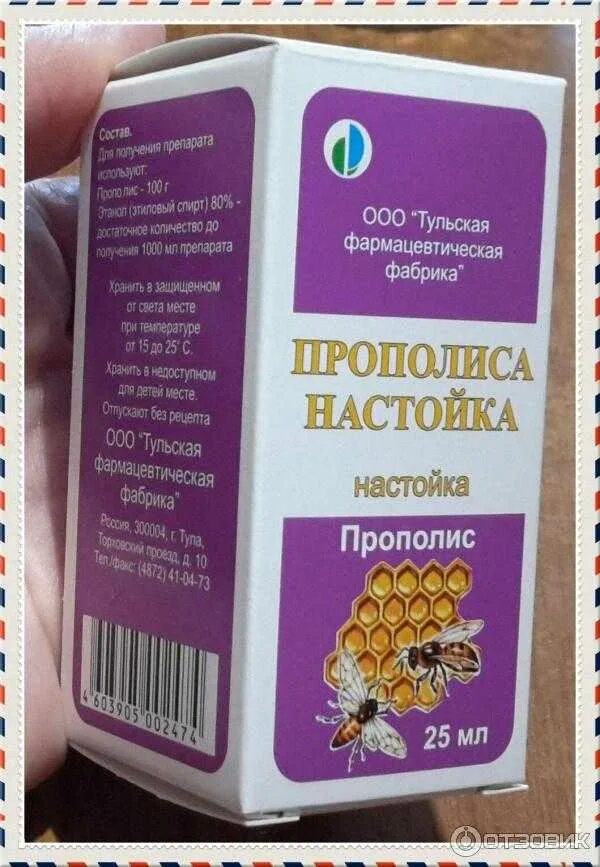 Состав.
Для получения препарата
используют:
Прополис - 100 г
Этанол (этиловый спирт) 80% -
достаточное количество до
получения 1000 мл препарата
Хранить в защищенном
от света месте
при температуре
от 15 до 25˚ С.
Хранить в недоступном
для детей месте.
Отпускают без рецепта
ООО "Тульская
фармацевтическая
фабрика"
Россия, 300004, г. Тула,
Торховский проезд, д. 10
Тел./факс: (4872) 41-04-73
4 603905 002474
ООО "Тульская
фармацевтическая
фабрика"
ПРОПОЛИСА
НАСТОЙКА
настойка
Прополис
25 мл
ОТЗОВИК